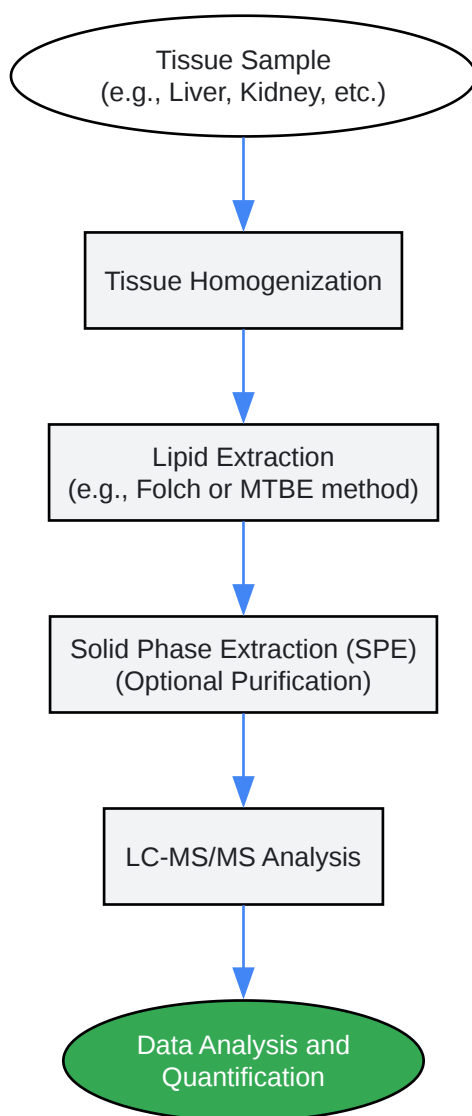 Tissue Sample
(e.g., Liver, Kidney, etc.)
Tissue Homogenization
Lipid Extraction
(e.g., Folch or MTBE method)
Solid Phase Extraction (SPE)
(Optional Purification)
LC-MS/MS Analysis
Data Analysis and
Quantification